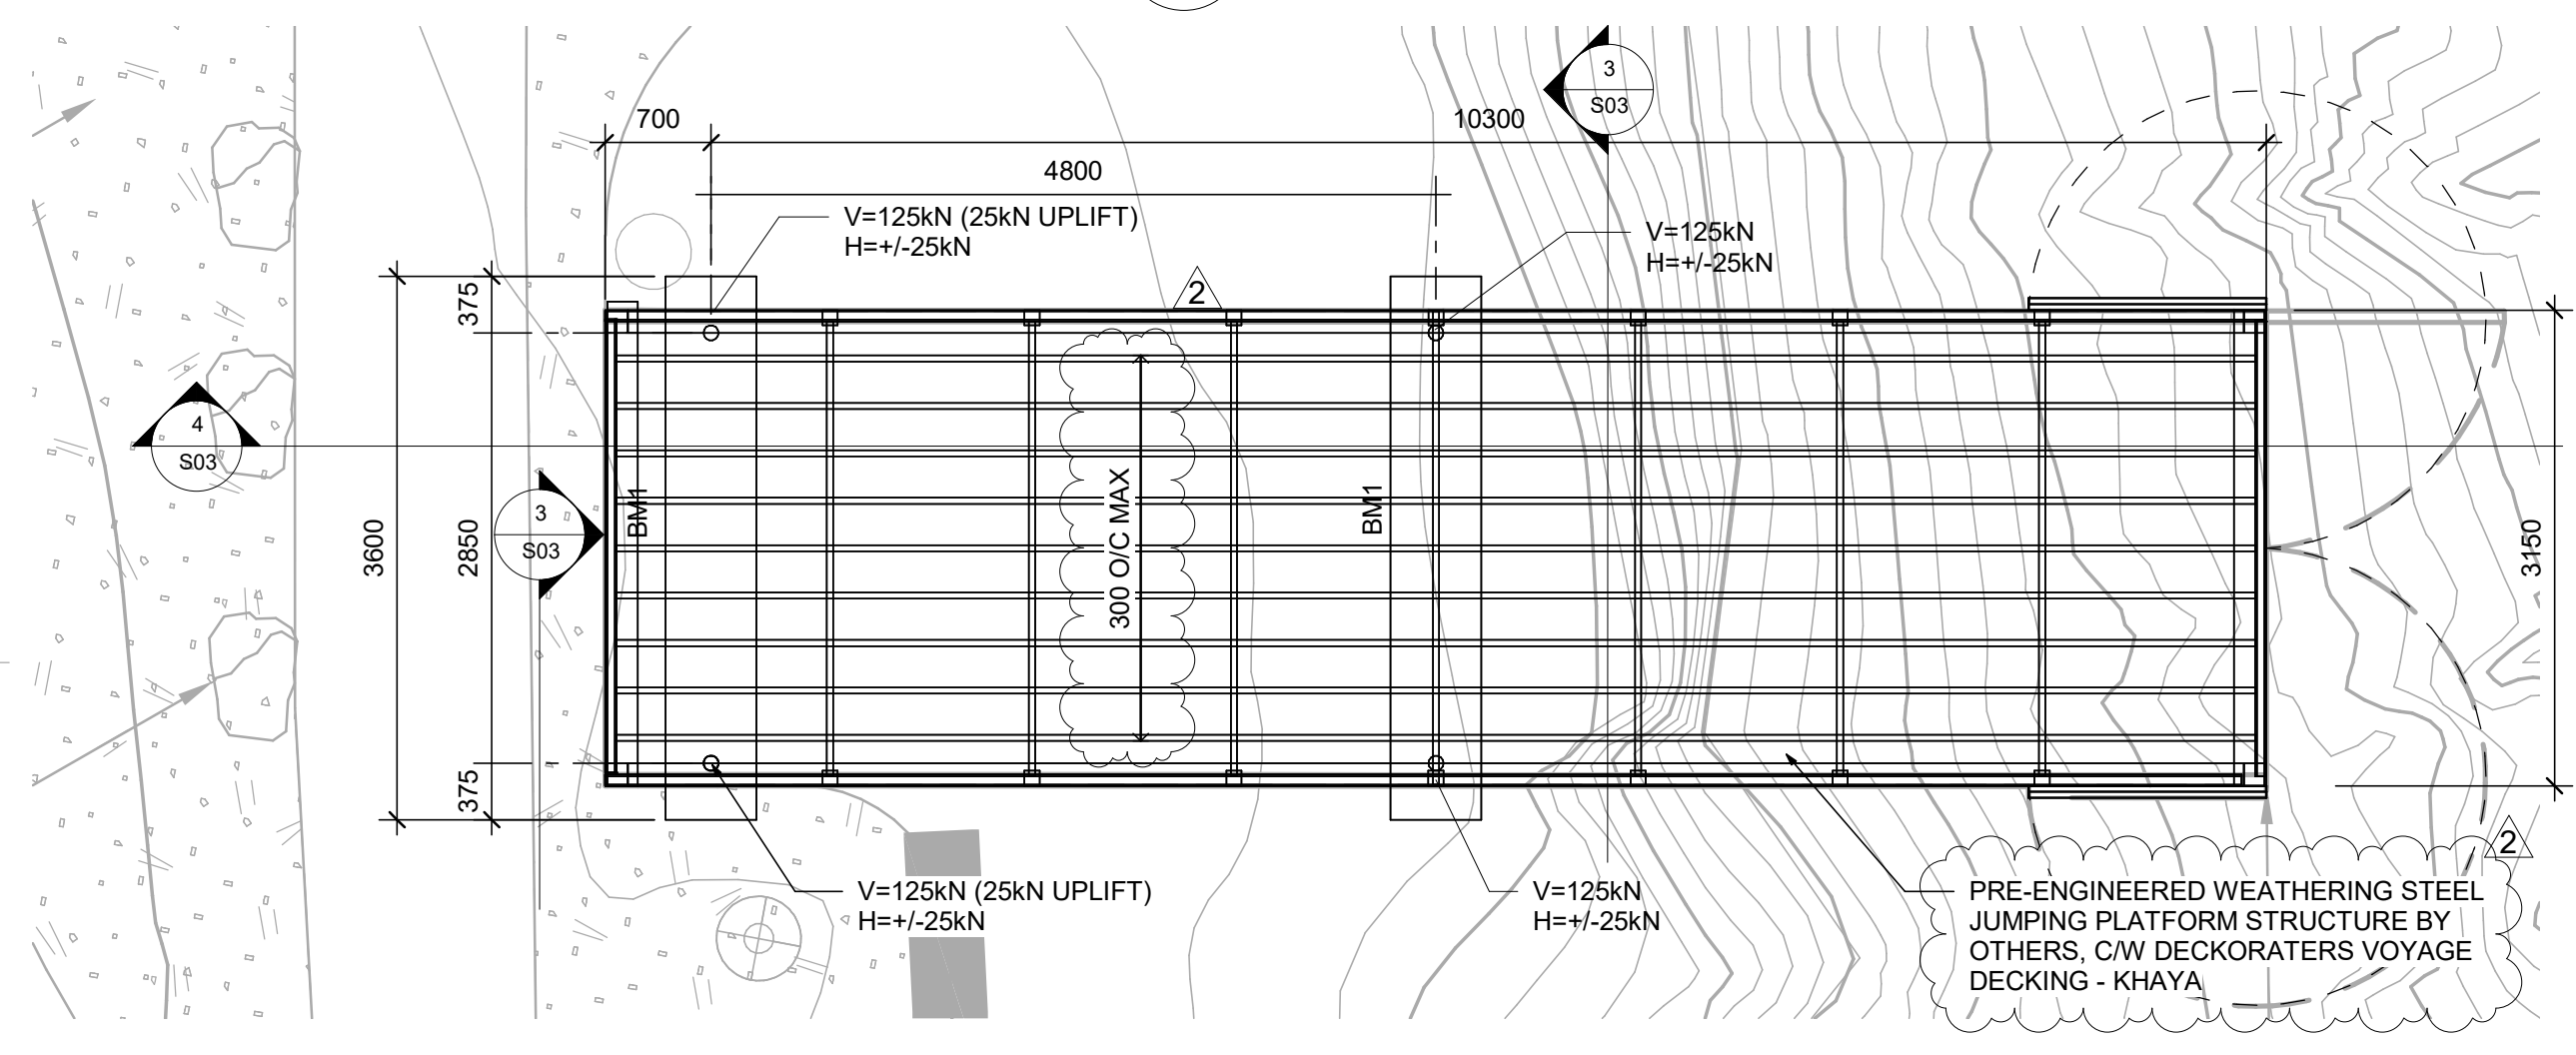 3
S03
700
10300
4800
V=125kN (25kN UPLIFT)
H=+/-25kN
V=125kN
H=+/-25kN
2
375
4
S03
3
S03
BM1
300 O/C MAX
BM1
3600
2850
3150
375
V=125kN (25kN UPLIFT)
H=+/-25kN
V=125kN
H=+/-25kN
2
PRE-ENGINEERED WEATHERING STEEL
JUMPING PLATFORM STRUCTURE BY
OTHERS, C/W DECKORATERS VOYAGE
DECKING - KHAYA